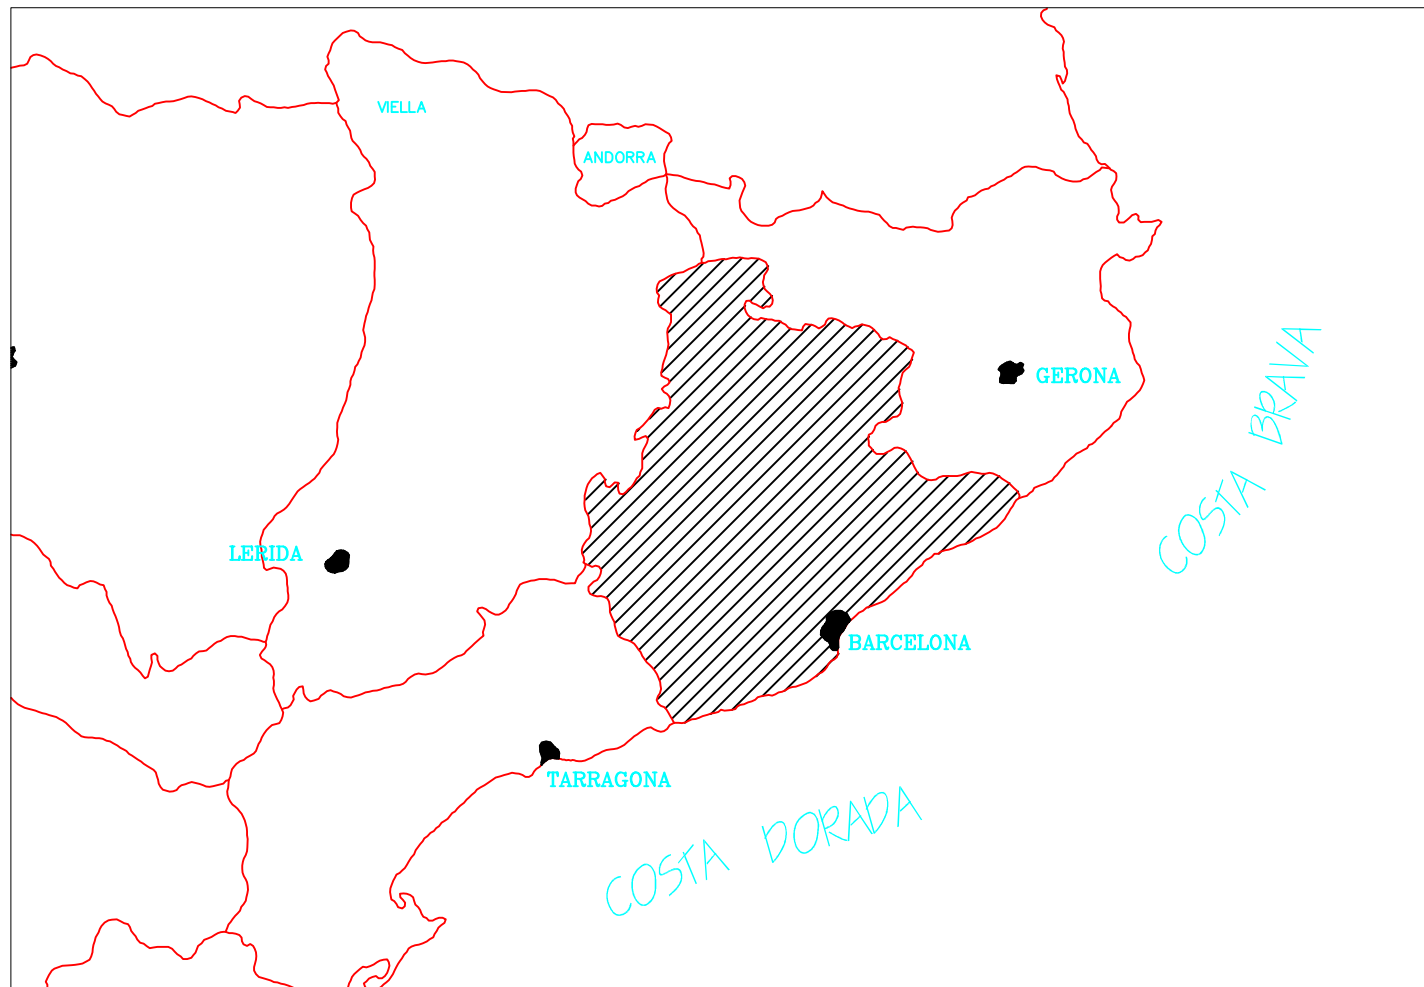 VIELLA
ANDORRA
GERONA
COSTA BRAVA
LERIDA
BARCELONA
TARRAGONA
COSTA DORADA